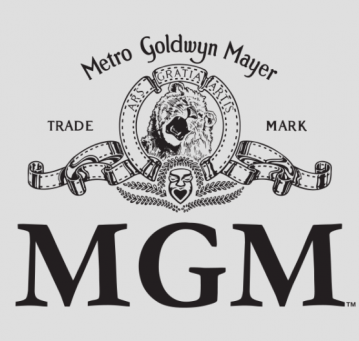 Metro Goldwyn Mayer
ARS GRATIA ARTIS
TRADE MARK
MGM™